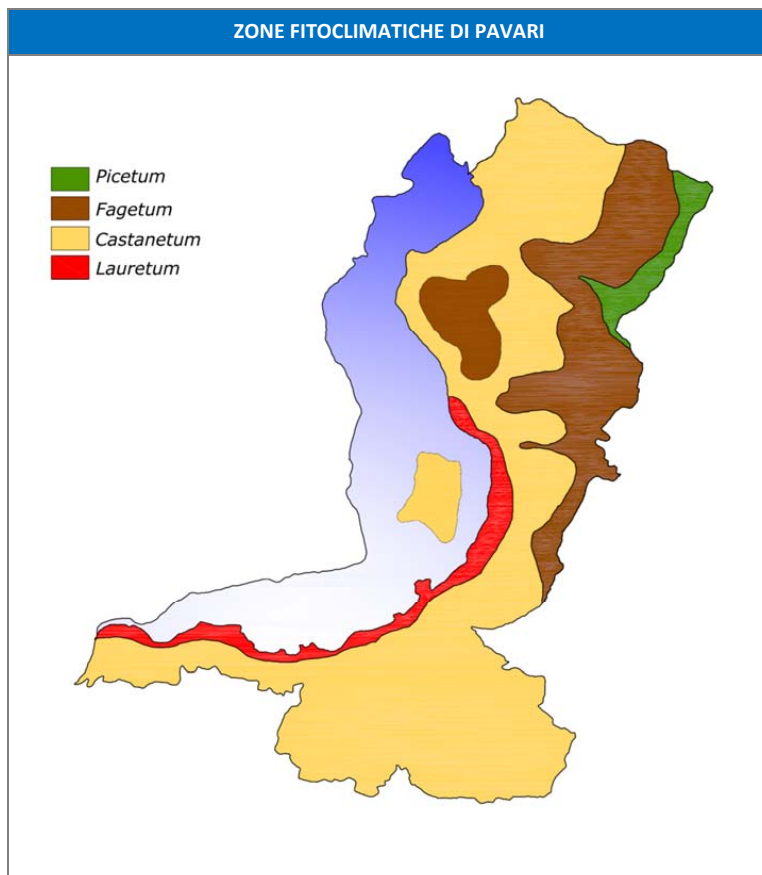 ZONE FITOCLIMATICHE DI PAVARI
Picetum
Fagetum
Castanetum
Lauretum